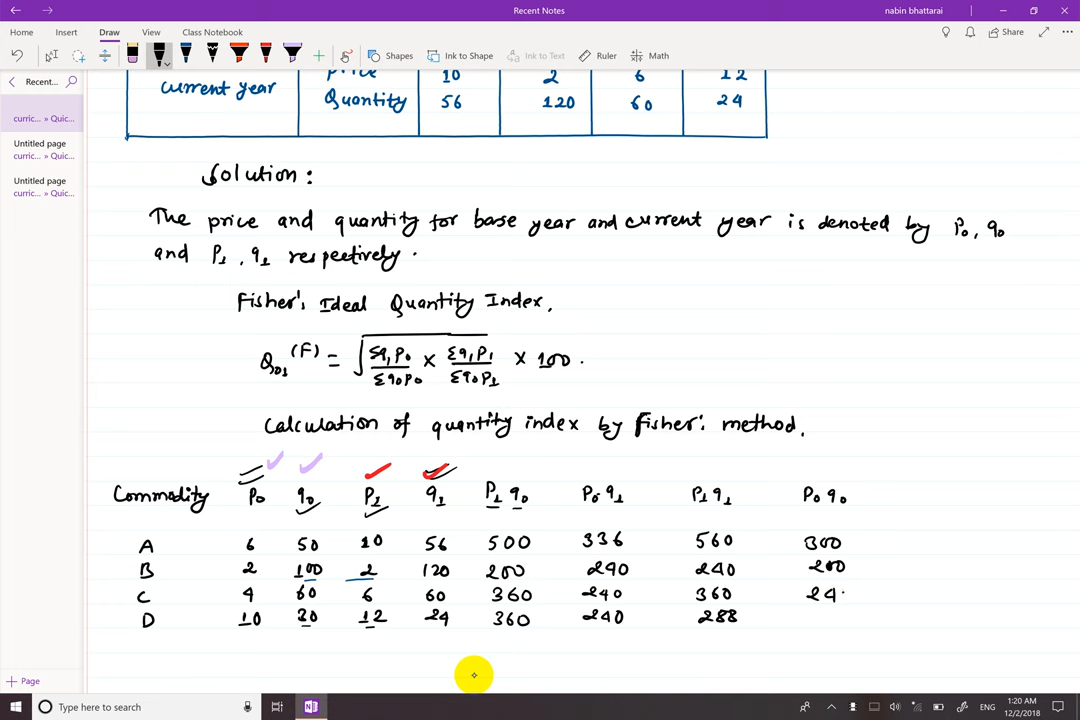 Recent Notes
nabin bhattarai
Home Insert Draw View Class Notebook
Share
Shapes Ink to Shape Ink to Text Ruler Math
Recent...
curric... » Quic...
Untitled page
curric... » Quic...
Untitled page
curric... » Quic...
Page
Price 10 2 6 12
current year
Quantity 56 120 60 24
Solution:
The price and quantity for base year and current year is denoted by P₀, q₀
and P₁, q₁ respectively.
Fisher's Ideal Quantity Index.
Q₀₁(F) = √(Σq₁P₀/Σq₀P₀ × Σq₁P₁/Σq₀P₁) × 100.
Calculation of quantity index by Fisher's method.
Commodity P₀ q₀ P₁ q₁ P₁ q₀ P₀ q₁ P₁ q₁ P₀ q₀
A 6 50 10 56 500 336 560 300
B 2 100 2 120 200 240 240 200
C 4 60 6 60 360 240 360 24
D 10 30 12 24 360 240 288
Type here to search
ENG
1:20 AM
12/2/2018